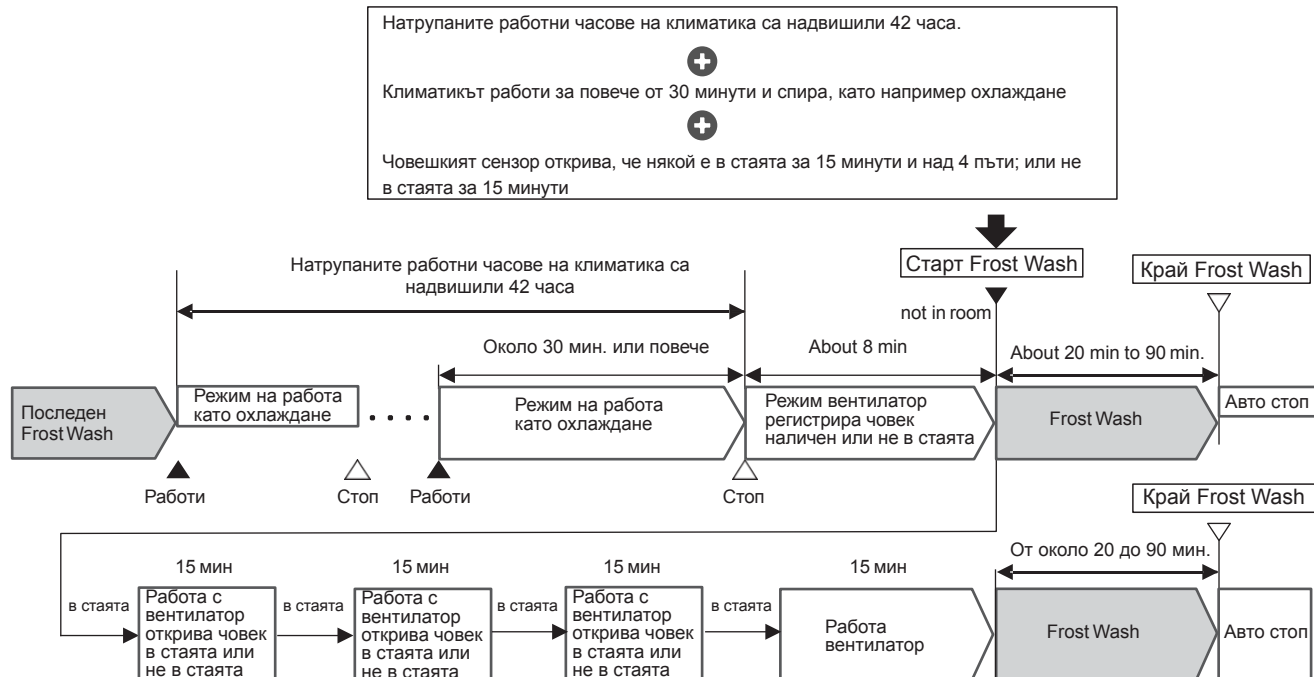 Натрупаните работни часове на климатика са надвишили 42 часа.
Климатикът работи за повече от 30 минути и спира, като например охлаждане
Човешкият сензор открива, че някой е в стаята за 15 минути и над 4 пъти; или не
в стаята за 15 минути
Натрупаните работни часове на климатика са
надвишили 42 часа
Старт Frost Wash
Край Frost Wash
not in room
Около 30 мин. или повече
About 8 min
About 20 min to 90 min.
Последен
Frost Wash
Режим на работа
като охлаждане
Режим на работа
като охлаждане
Режим вентилатор
регистрира човек
наличен или не в стаята
Frost Wash
Авто стоп
Работи
Стоп
Работи
Стоп
Край Frost Wash
15 мин
15 мин
15 мин
15 мин
От около 20 до 90 мин.
в стаята
Работа с
вентилатор
открива човек
в стаята или
не в стаята
в стаята
Работа с
вентилатор
открива човек
в стаята или
не в стаята
в стаята
Работа с
вентилатор
открива човек
в стаята или
не в стаята
в стаята
Работа
вентилатор
Frost Wash
Авто стоп